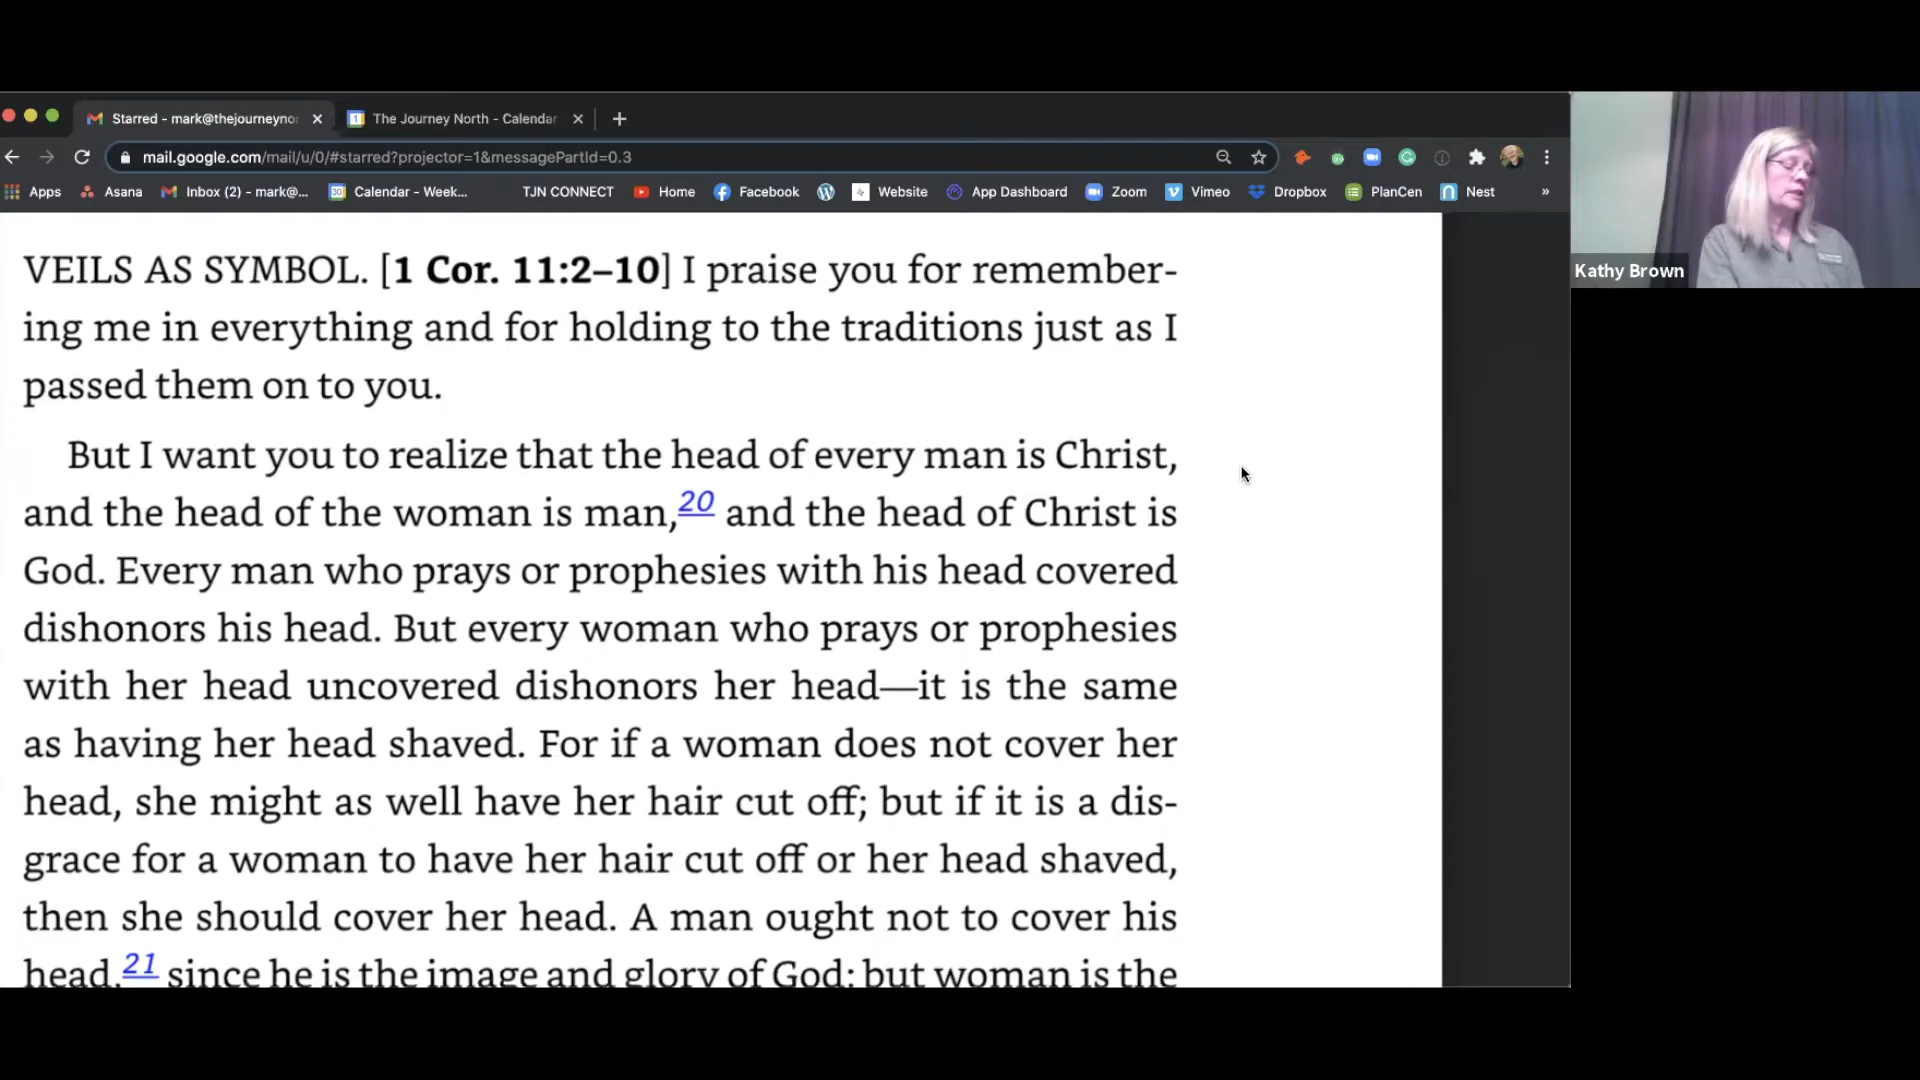 Starred - mark@thejourneyno
The Journey North - Calendar
mail.google.com/mail/u/0/#starred?projector=1&messagePartId=0.3
Apps
Asana
Inbox (2) - mark@...
Calendar - Week...
TJN CONNECT
Home
Facebook
Website
App Dashboard
Zoom
Vimeo
Dropbox
PlanCen
Nest
»
VEILS AS SYMBOL. [1 Cor. 11:2–10] I praise you for remember-
ing me in everything and for holding to the traditions just as I
passed them on to you.
But I want you to realize that the head of every man is Christ,
and the head of the woman is man,20 and the head of Christ is
God. Every man who prays or prophesies with his head covered
dishonors his head. But every woman who prays or prophesies
with her head uncovered dishonors her head—it is the same
as having her head shaved. For if a woman does not cover her
head, she might as well have her hair cut off; but if it is a dis-
grace for a woman to have her hair cut off or her head shaved,
then she should cover her head. A man ought not to cover his
head,21 since he is the image and glory of God; but woman is the
Kathy Brown